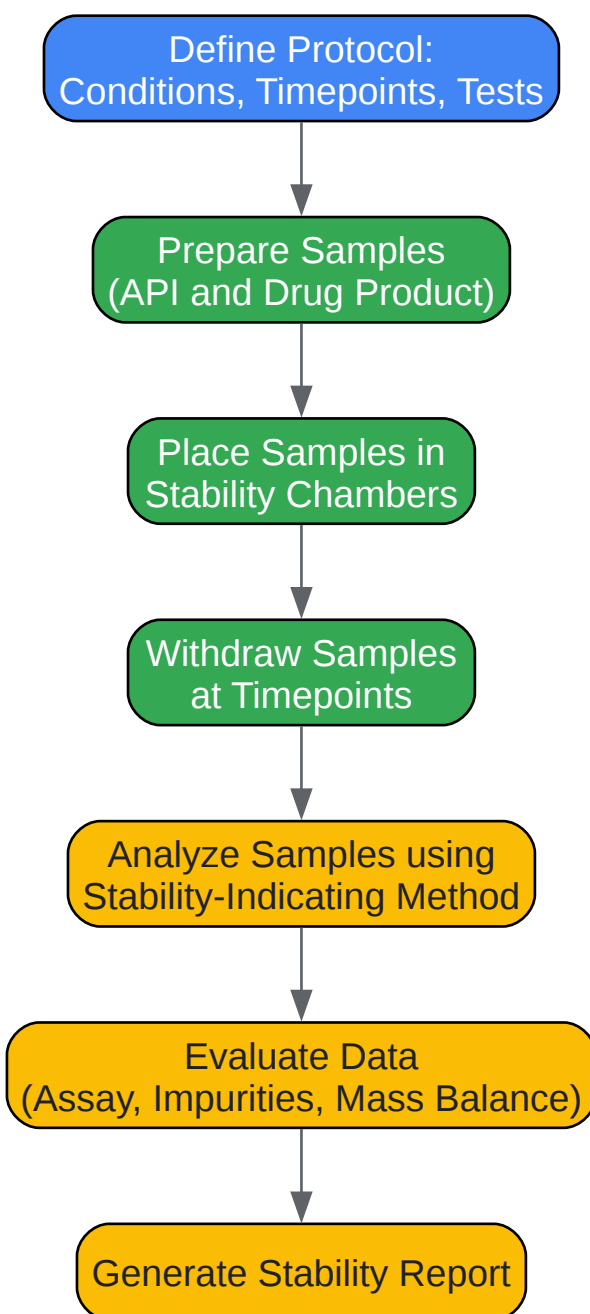 Define Protocol:
Conditions, Timepoints, Tests
Prepare Samples
(API and Drug Product)
Place Samples in
Stability Chambers
Withdraw Samples
at Timepoints
Analyze Samples using
Stability-Indicating Method
Evaluate Data
(Assay, Impurities, Mass Balance)
Generate Stability Report